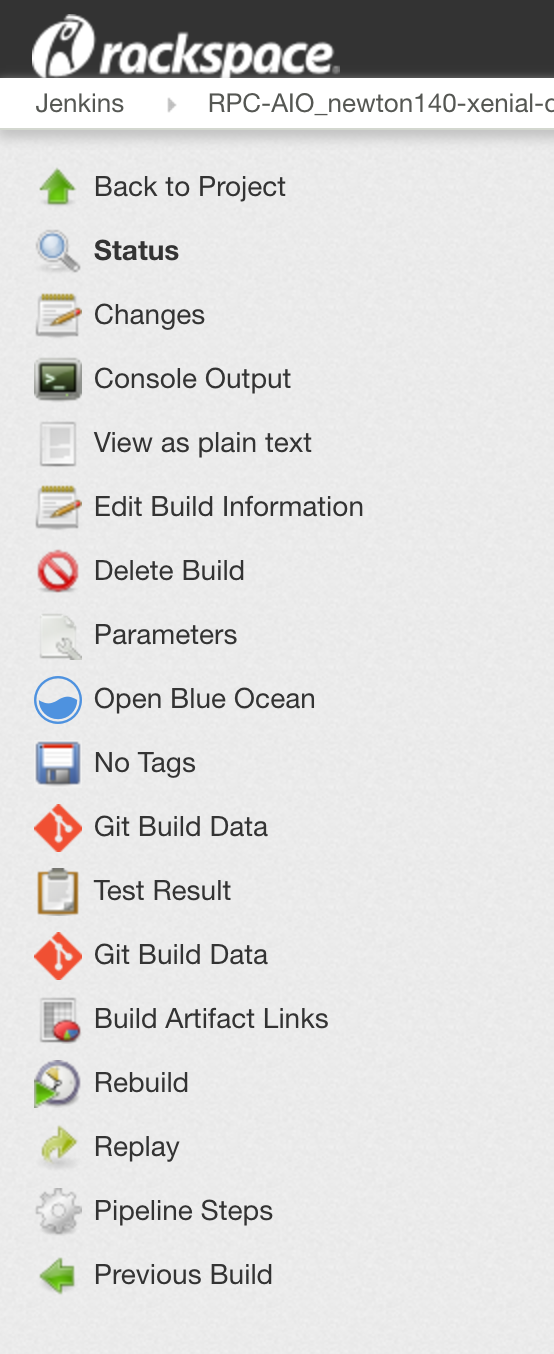 rackspace
Jenkins RPC-AIO_newton140-xenial-
Back to Project
Status
Changes
Console Output
View as plain text
Edit Build Information
Delete Build
Parameters
Open Blue Ocean
No Tags
Git Build Data
Test Result
Git Build Data
Build Artifact Links
Rebuild
Replay
Pipeline Steps
Previous Build